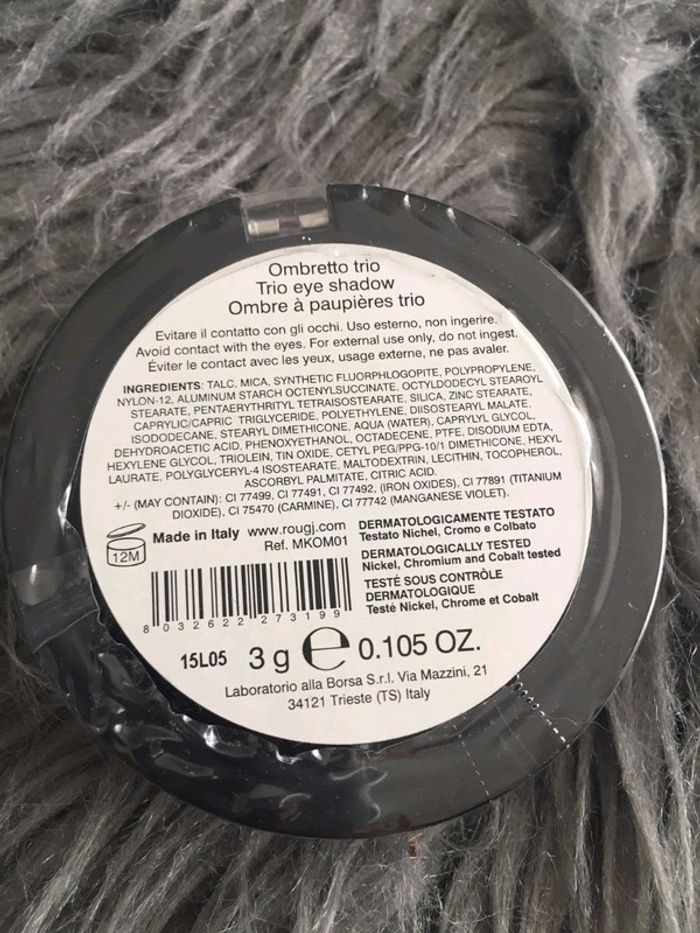 Ombretto trio
Trio eye shadow
Ombre à paupières trio
Evitare il contatto con gli occhi. Uso esterno, non ingerire.
Avoid contact with the eyes. For external use only, do not ingest.
Éviter le contact avec les yeux, usage externe, ne pas avaler.
INGREDIENTS: TALC, MICA, SYNTHETIC FLUORPHLOGOPITE, POLYPROPYLENE,
NYLON-12, ALUMINUM STARCH OCTENYLSUCCINATE, OCTYLDODECYL STEAROYL
STEARATE, PENTAERYTHRITYL TETRAISOSTEARATE, SILICA, ZINC STEARATE,
CAPRYLIC/CAPRIC TRIGLYCERIDE, POLYETHYLENE, DIISOSTEARYL MALATE,
ISODODECANE, STEARYL DIMETHICONE, AQUA (WATER), CAPRYLYL GLYCOL,
DEHYDROACETIC ACID, PHENOXYETHANOL, OCTADECENE, PTFE, DISODIUM EDTA,
HEXYLENE GLYCOL, TRIOLEIN, TIN OXIDE, CETYL PEG/PPG-10/1 DIMETHICONE, HEXYL
LAURATE, POLYGLYCERYL-4 ISOSTEARATE, MALTODEXTRIN, LECITHIN, TOCOPHEROL,
ASCORBYL PALMITATE, CITRIC ACID.
+/- (MAY CONTAIN): CI 77499, CI 77491, CI 77492, (IRON OXIDES), CI 77891 (TITANIUM
DIOXIDE), CI 75470 (CARMINE), CI 77742 (MANGANESE VIOLET).
12M
Made in Italy www.rougj.com
Ref. MKOM01
DERMATOLOGICAMENTE TESTATO
Testato Nichel, Cromo e Colbato
DERMATOLOGICALLY TESTED
Nickel, Chromium and Cobalt tested
TESTÉ SOUS CONTRÔLE
DERMATOLOGIQUE
Testé Nickel, Chrome et Cobalt
8 032622 273199
15L05 3 g ℮ 0.105 OZ.
Laboratorio alla Borsa S.r.l. Via Mazzini, 21
34121 Trieste (TS) Italy